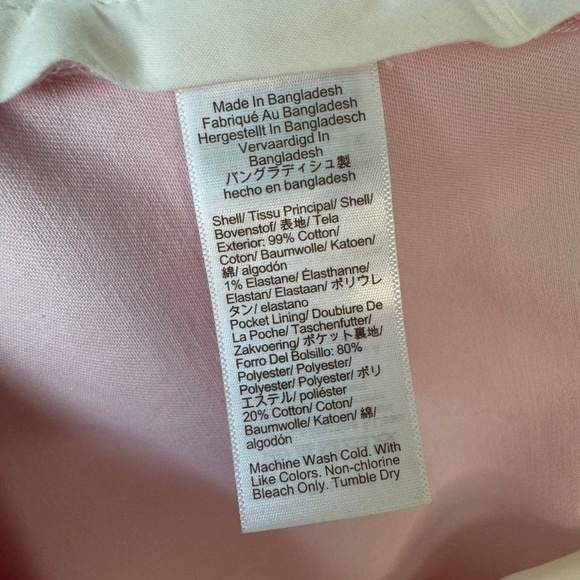 Made In Bangladesh
Fabriqué Au Bangladesh
Hergestellt In Bangladesch
Vervaardigd In
Bangladesh
バングラディシュ製
hecho en bangladesh
Shell/ Tissu Principal/ Shell/
Bovenstof/ 表地/ Tela
Exterior: 99% Cotton/
Coton/ Baumwolle/ Katoen/
綿/ algodón
1% Elastane/ Élasthanne/
Elastan/ Elastaan/ ポリウレ
タン/ elastano
Pocket Lining/ Doublure De
La Poche/ Taschenfutter/
Zakvoering/ ポケット裏地/
Forro Del Bolsillo: 80%
Polyester/ Polyester/
Polyester/ Polyester/ ポリ
エステル/ poliéster
20% Cotton/ Coton/
Baumwolle/ Katoen/ 綿/
algodón
Machine Wash Cold. With
Like Colors. Non-chlorine
Bleach Only. Tumble Dry